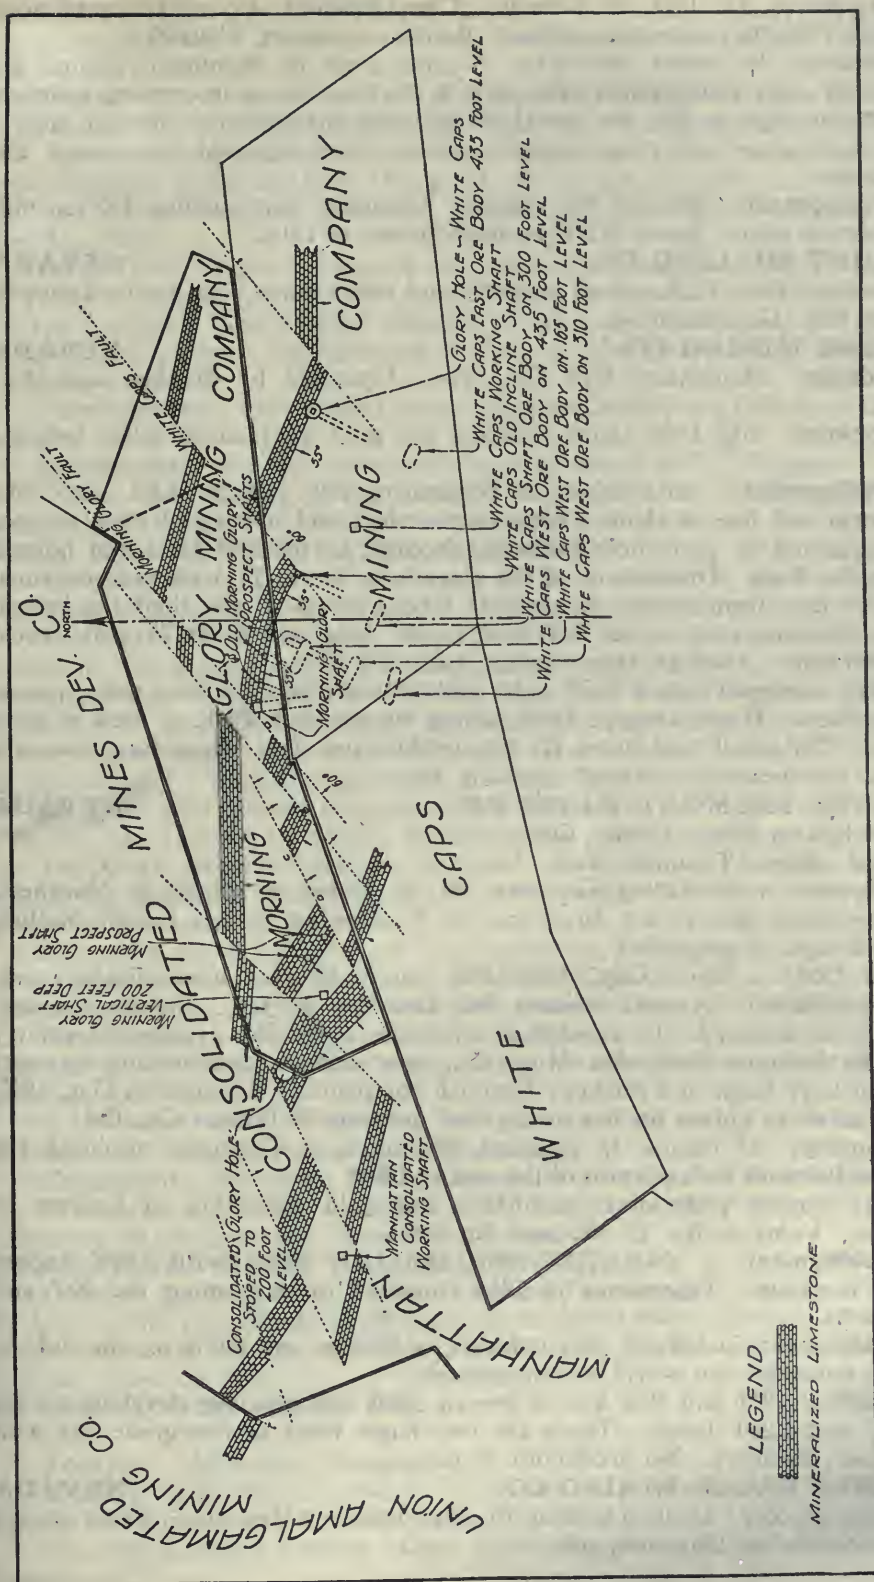 UNION AMALGAMATED
MINING CO.
MANHATTAN
CONSOLIDATED
MINES DEV.
CO.
NORTH
MORNING
GLORY MINING
COMPANY
WHITE
CAPS
MINING
COMPANY
MORNING GLORY FAULT
WHITE CAPS FAULT
CONSOLIDATED GLORY HOLE
STOPED TO
200 FOOT
LEVEL
MANHATTAN
CONSOLIDATED
WORKING SHAFT
MORNING GLORY
VERTICAL SHAFT
200 FEET DEEP
MORNING GLORY
PROSPECT SHAFT
OLD MORNING GLORY
PROSPECT SHAFTS
MORNING GLORY
SHAFT
60°
55°
55°
60°
55°
GLORY HOLE-WHITE CAPS
WHITE CAPS EAST ORE BODY 435 FOOT LEVEL
WHITE CAPS WORKING SHAFT
WHITE CAPS OLD INCLINE SHAFT
WHITE CAPS SHAFT ORE BODY ON 300 FOOT LEVEL
WHITE CAPS WEST ORE BODY ON 435 FOOT LEVEL
WHITE CAPS WEST ORE BODY ON 165 FOOT LEVEL
WHITE CAPS WEST ORE BODY ON 310 FOOT LEVEL
LEGEND
MINERALIZED LIMESTONE